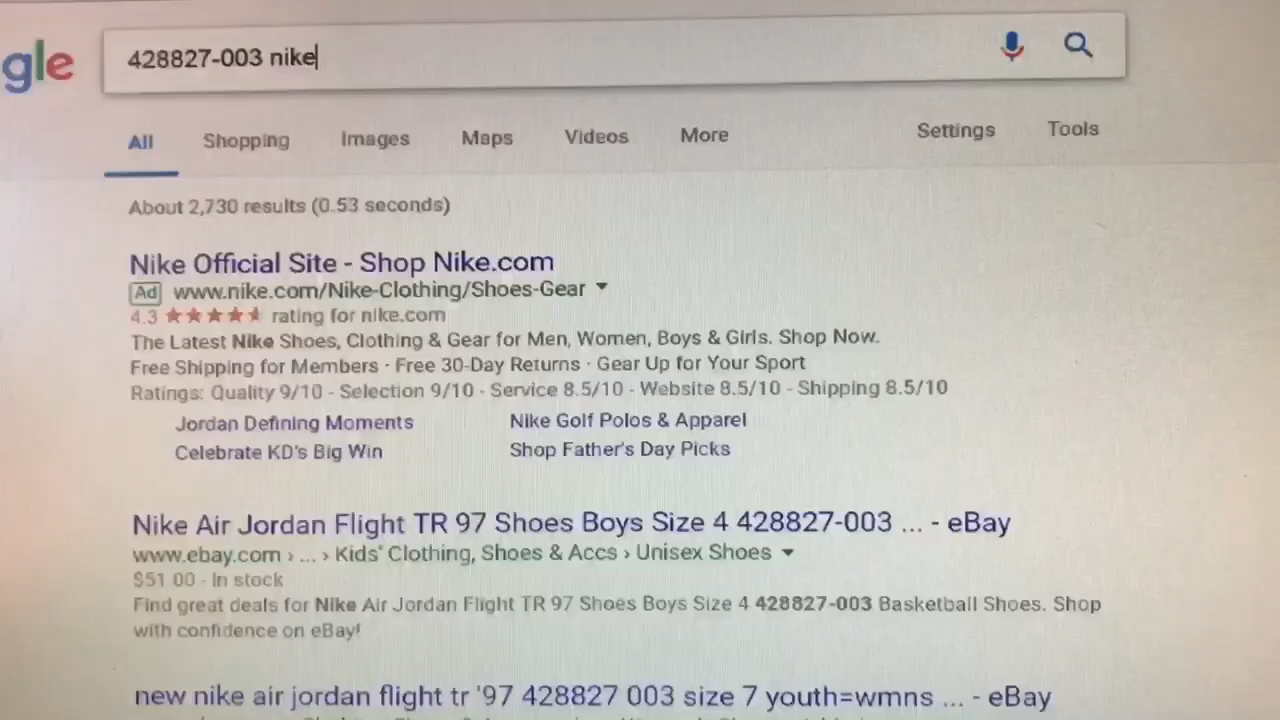 gle
428827-003 nike
All Shopping Images Maps Videos More Settings Tools
About 2,730 results (0.53 seconds)
Nike Official Site - Shop Nike.com
Ad www.nike.com/Nike-Clothing/Shoes-Gear
4.3 ★★★★★ rating for nike.com
The Latest Nike Shoes, Clothing & Gear for Men, Women, Boys & Girls. Shop Now.
Free Shipping for Members · Free 30-Day Returns · Gear Up for Your Sport
Ratings: Quality 9/10 - Selection 9/10 - Service 8.5/10 - Website 8.5/10 - Shipping 8.5/10
Jordan Defining Moments Nike Golf Polos & Apparel
Celebrate KD's Big Win Shop Father's Day Picks
Nike Air Jordan Flight TR 97 Shoes Boys Size 4 428827-003 ... - eBay
www.ebay.com › ... › Kids' Clothing, Shoes & Accs › Unisex Shoes
$51.00 - In stock
Find great deals for Nike Air Jordan Flight TR 97 Shoes Boys Size 4 428827-003 Basketball Shoes. Shop
with confidence on eBay!
new nike air jordan flight tr '97 428827 003 size 7 youth=wmns ... - eBay